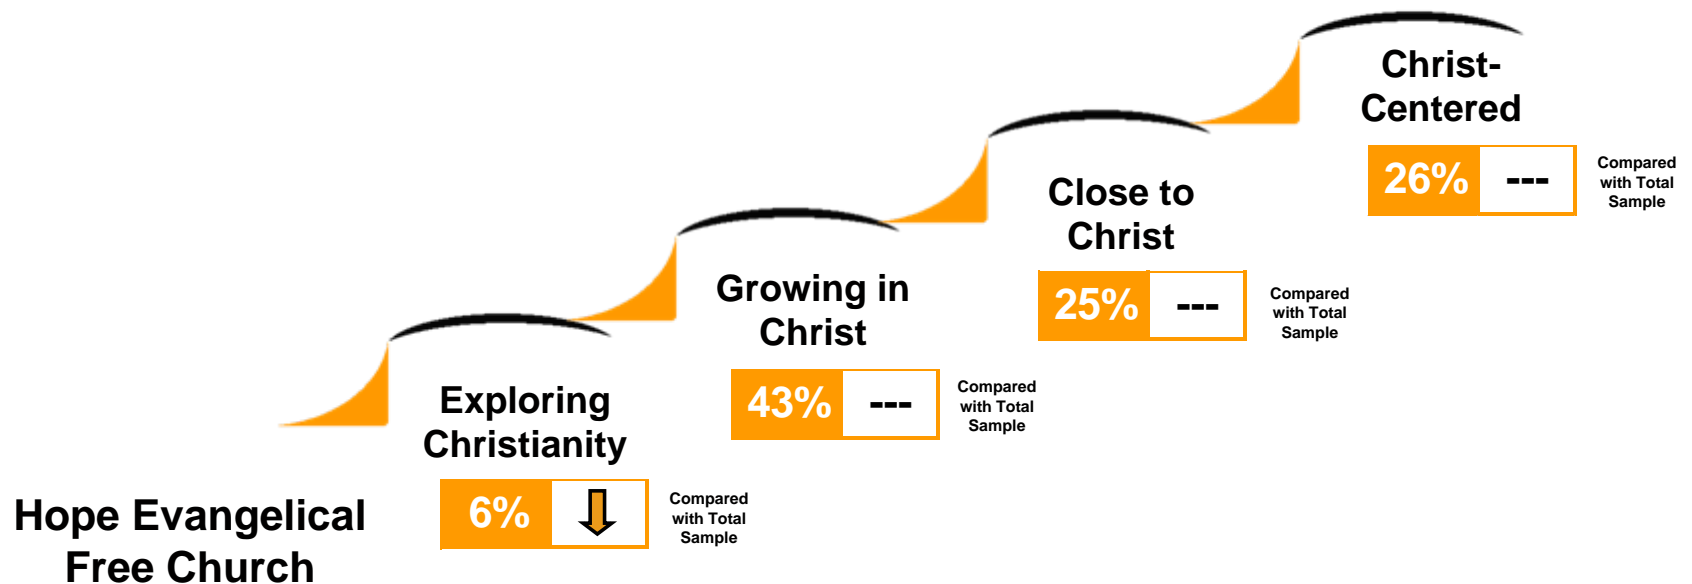 Christ-
Centered
26% ---
Compared
with Total
Sample
Close to
Christ
25% ---
Compared
with Total
Sample
Growing in
Christ
43% ---
Compared
with Total
Sample
Exploring
Christianity
6%
Compared
with Total
Sample
Hope Evangelical
Free Church